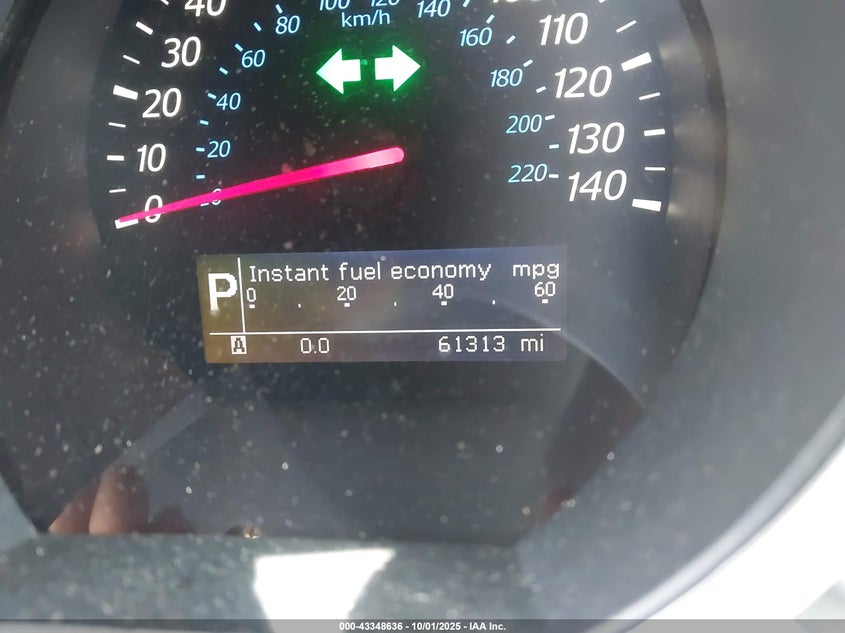 40 100 120 140
80 km/h
30 160 110
60
20 40 180 120
200 130
10 20
220 140
0
Instant fuel economy mpg
P 0 20 40 60
A 0.0 61313 mi
000-43348636 - 10/01/2025 - IAA Inc.